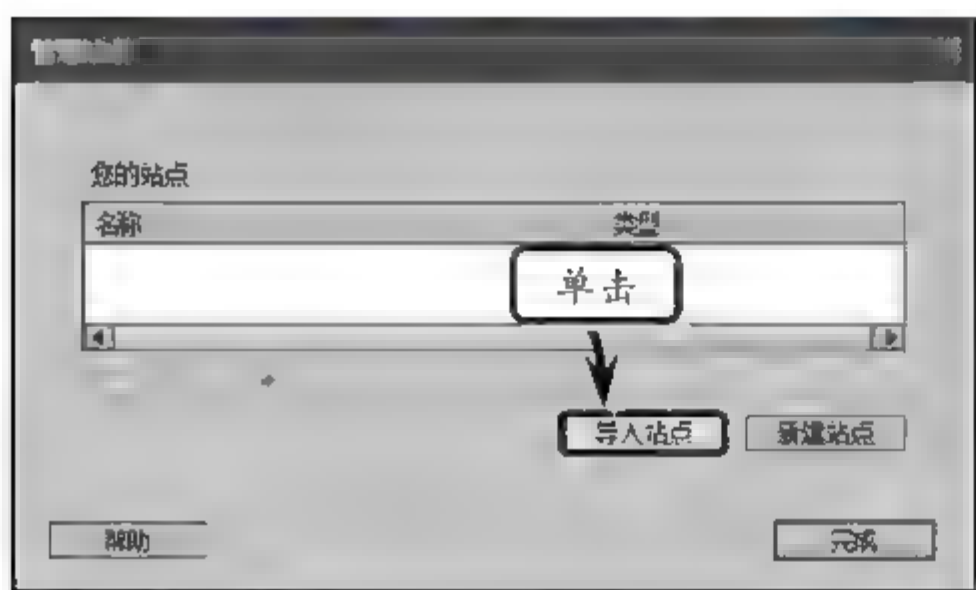 您的站点
名称 类型
单击
导入站点 新建站点
帮助 完成